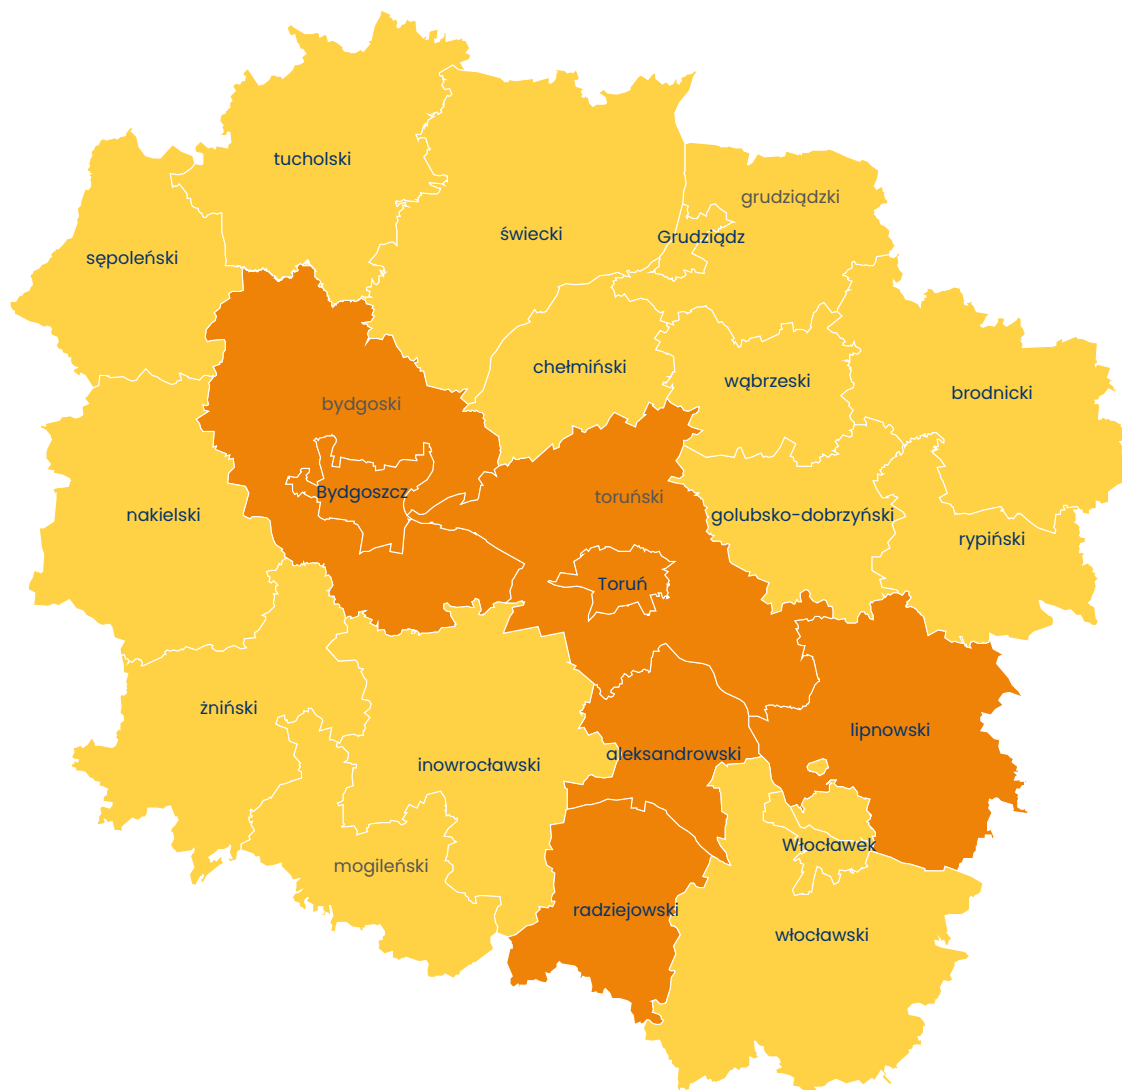 tucholski
grudziądzki
świecki
Grudziądz
sępoleński
chełmiński
wąbrzeski
brodnicki
bydgoski
Bydgoszcz
toruński
nakielski
golubsko-dobrzyński
rypiński
Toruń
żniński
lipnowski
aleksandrowski
inowrocławski
Włocławek
mogileński
radziejowski
włocławski